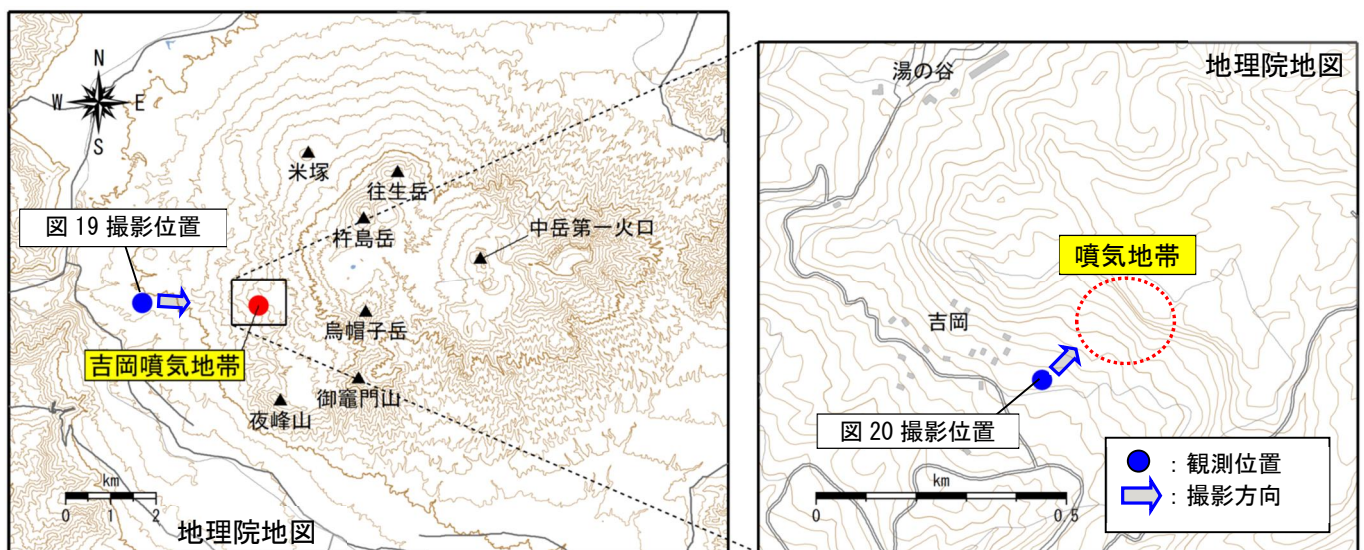 N
W
E
S
米塚
往生岳
杵島岳
中岳第一火口
図19 撮影位置
烏帽子岳
吉岡噴気地帯
御竈門山
夜峰山
km
0 1 2
地理院地図
湯の谷
地理院地図
噴気地帯
吉岡
図20 撮影位置
km
0 0.5
：観測位置
：撮影方向